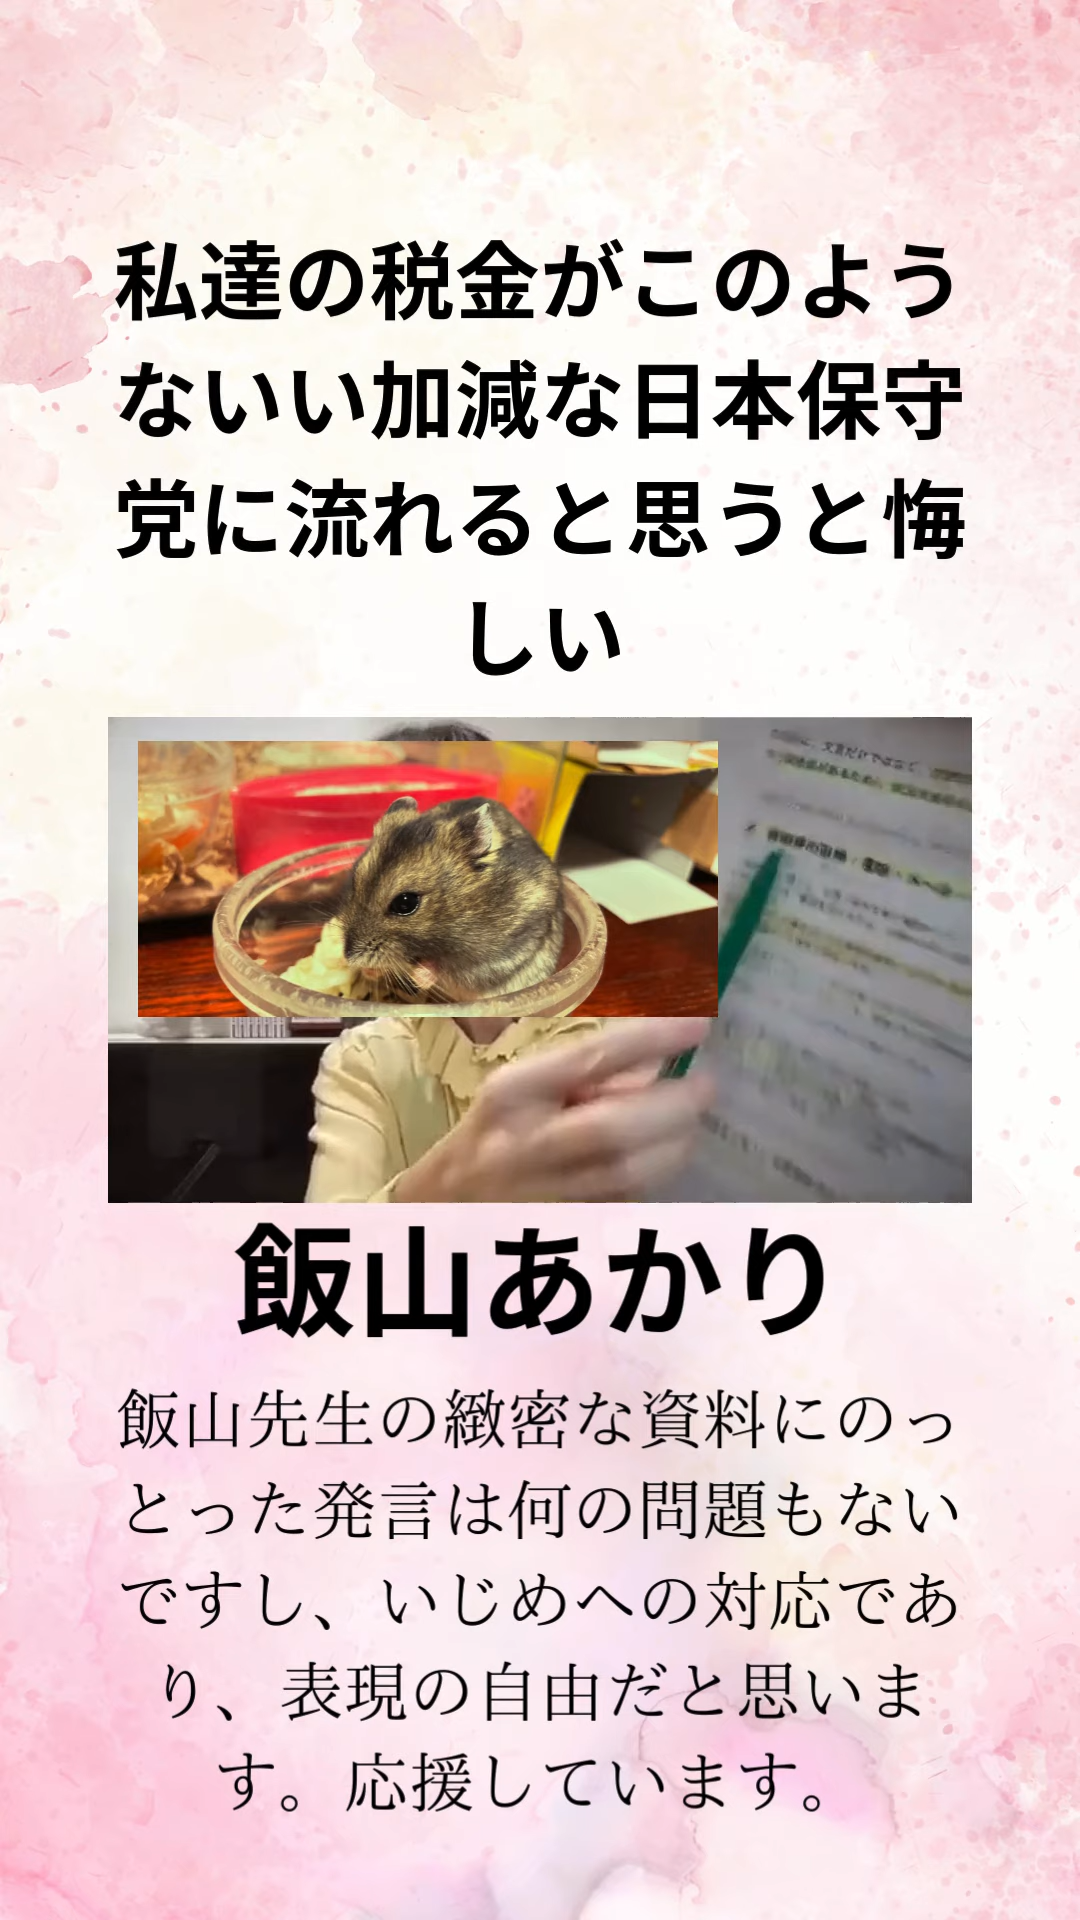 私達の税金がこのよう
ないい加減な日本保守
党に流れると思うと悔
しい
飯山あかり
飯山先生の緻密な資料にのっ
とった発言は何の問題もない
ですし、いじめへの対応であ
り、表現の自由だと思いま
す。応援しています。